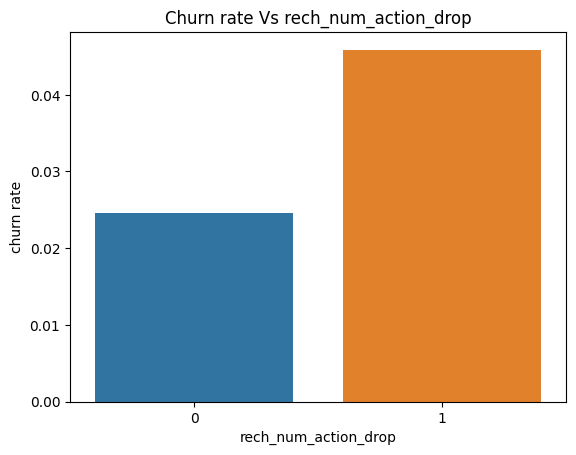 Churn rate Vs rech_num_action_drop
churn rate
0.04
0.03
0.02
0.01
0.00
0 1
rech_num_action_drop